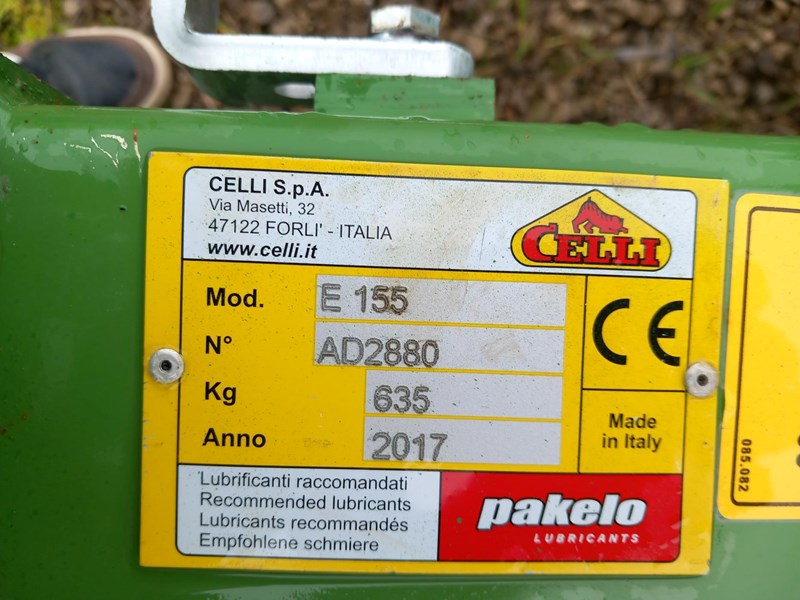 CELLI S.p.A.
Via Masetti, 32
47122 FORLI' - ITALIA
www.celli.it
CELLI
Mod. E 155
N° AD2880
Kg 635
Anno 2017
CE
Made
in Italy
Lubrificanti raccomandati
Recommended lubricants
Lubricants recommandés
Empfohlene schmiere
pakelo
LUBRICANTS
085.082